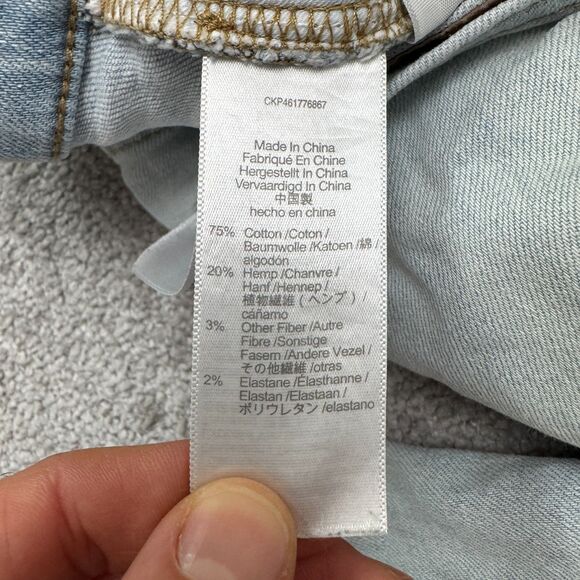 CKP461776867
Made In China
Fabriqué En Chine
Hergestellt In China
Vervaardigd In China
中国製
hecho en china
75% Cotton /Coton/
Baumwolle /Katoen /綿 /
algodón
20% Hemp /Chanvre /
Hanf /Hennep /
植物繊維 ( ヘンプ ) /
cáñamo
3% Other Fiber /Autre
Fibre /Sonstige
Fasern /Andere Vezel /
その他繊維 /otras
2% Elastane /Élasthanne /
Elastan /Elastaan /
ポリウレタン /elastano